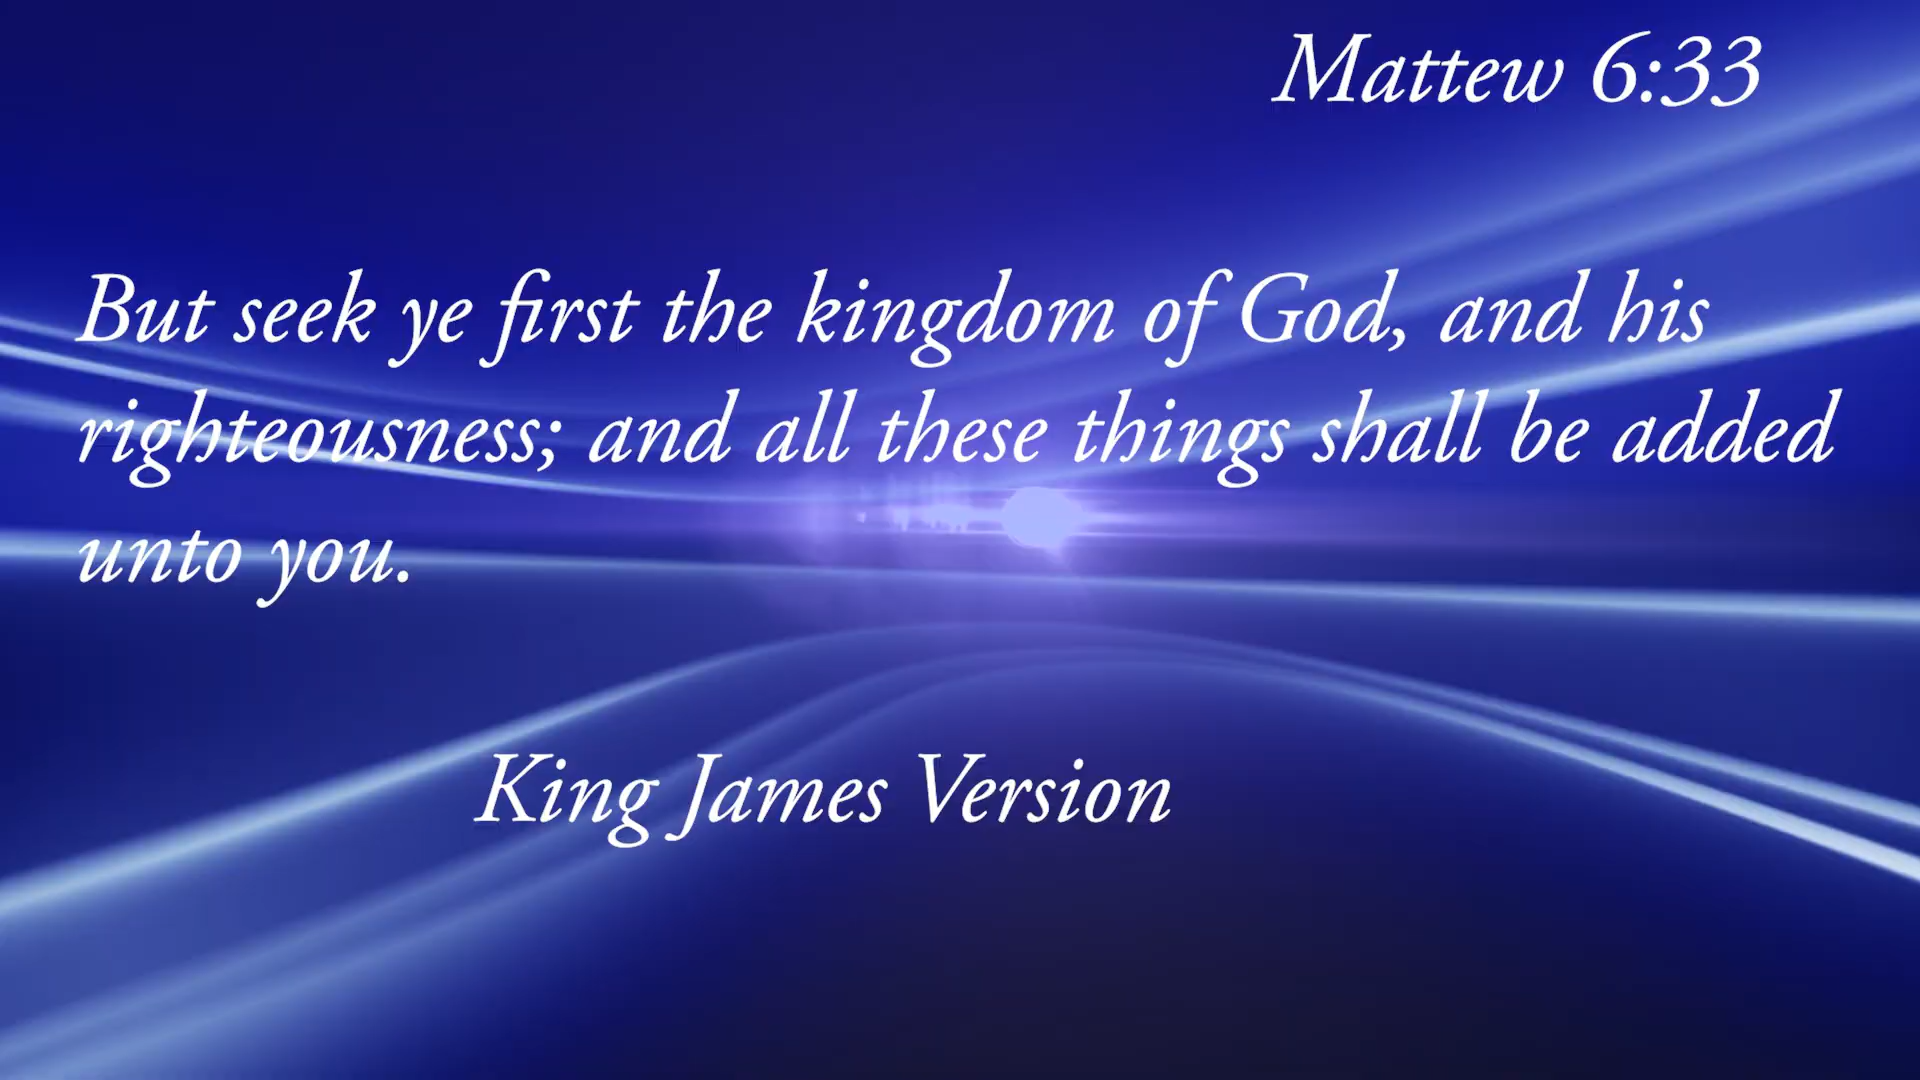 Mattew 6:33
But seek ye first the kingdom of God, and his
righteousness; and all these things shall be added
unto you.
King James Version